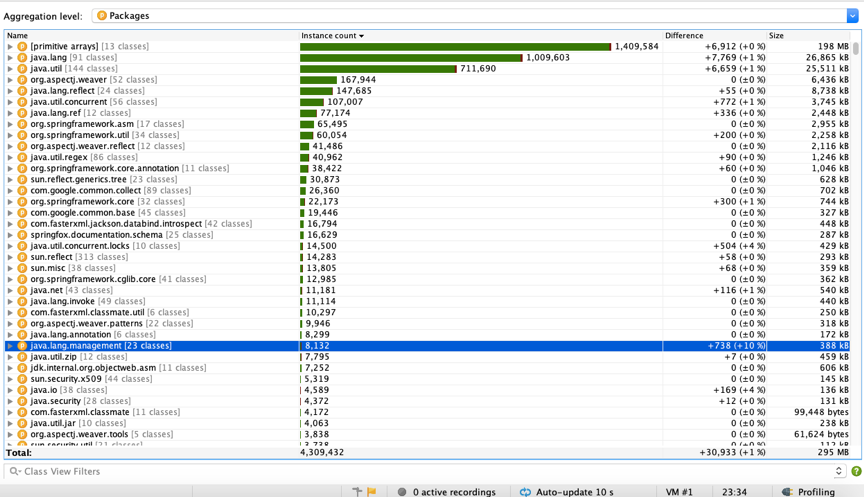 Aggregation level: Packages
Name Instance count Difference Size
[primitive arrays] [13 classes] 1,409,584 +6,912 (+0 %) 198 MB
java.lang [91 classes] 1,009,603 +7,769 (+1 %) 26,865 kB
java.util [144 classes] 711,690 +6,659 (+1 %) 25,511 kB
org.aspectj.weaver [52 classes] 167,944 0 (±0 %) 6,436 kB
java.lang.reflect [24 classes] 147,685 +55 (+0 %) 8,738 kB
java.util.concurrent [56 classes] 107,007 +772 (+1 %) 3,745 kB
java.lang.ref [12 classes] 77,174 +336 (+0 %) 2,448 kB
org.springframework.asm [17 classes] 65,495 0 (±0 %) 2,955 kB
org.springframework.util [34 classes] 60,054 +200 (+0 %) 2,258 kB
org.aspectj.weaver.reflect [12 classes] 41,486 0 (±0 %) 2,116 kB
java.util.regex [86 classes] 40,962 +90 (+0 %) 1,246 kB
org.springframework.core.annotation [11 classes] 38,422 +60 (+0 %) 1,046 kB
sun.reflect.generics.tree [23 classes] 30,873 0 (±0 %) 628 kB
com.google.common.collect [89 classes] 26,360 0 (±0 %) 702 kB
org.springframework.core [32 classes] 22,173 +300 (+1 %) 744 kB
com.google.common.base [45 classes] 19,446 0 (±0 %) 327 kB
com.fasterxml.jackson.databind.introspect [42 classes] 16,794 0 (±0 %) 448 kB
springfox.documentation.schema [25 classes] 16,629 0 (±0 %) 287 kB
java.util.concurrent.locks [10 classes] 14,500 +504 (+4 %) 429 kB
sun.reflect [313 classes] 14,283 +58 (+0 %) 293 kB
sun.misc [38 classes] 13,805 +68 (+0 %) 359 kB
org.springframework.cglib.core [41 classes] 12,985 0 (±0 %) 362 kB
java.net [43 classes] 11,181 +116 (+1 %) 540 kB
java.lang.invoke [49 classes] 11,114 0 (±0 %) 440 kB
com.fasterxml.classmate.util [6 classes] 10,297 0 (±0 %) 250 kB
org.aspectj.weaver.patterns [22 classes] 9,946 0 (±0 %) 318 kB
java.lang.annotation [6 classes] 8,299 0 (±0 %) 172 kB
java.lang.management [23 classes] 8,132 +738 (+10 %) 388 kB
java.util.zip [12 classes] 7,795 +7 (+0 %) 459 kB
jdk.internal.org.objectweb.asm [11 classes] 7,252 0 (±0 %) 606 kB
sun.security.x509 [44 classes] 5,319 0 (±0 %) 145 kB
java.io [38 classes] 4,589 +169 (+4 %) 136 kB
java.security [28 classes] 4,372 +12 (+0 %) 131 kB
com.fasterxml.classmate [11 classes] 4,172 0 (±0 %) 99,448 bytes
java.util.jar [10 classes] 4,063 0 (±0 %) 238 kB
org.aspectj.weaver.tools [5 classes] 3,838 0 (±0 %) 61,624 bytes
sun.security.util [21 classes] 3,738 0 (±0 %) 112 kB
Total: 4,309,432 +30,933 (+1 %) 295 MB
Class View Filters
0 active recordings Auto-update 10 s VM #1 23:34 Profiling